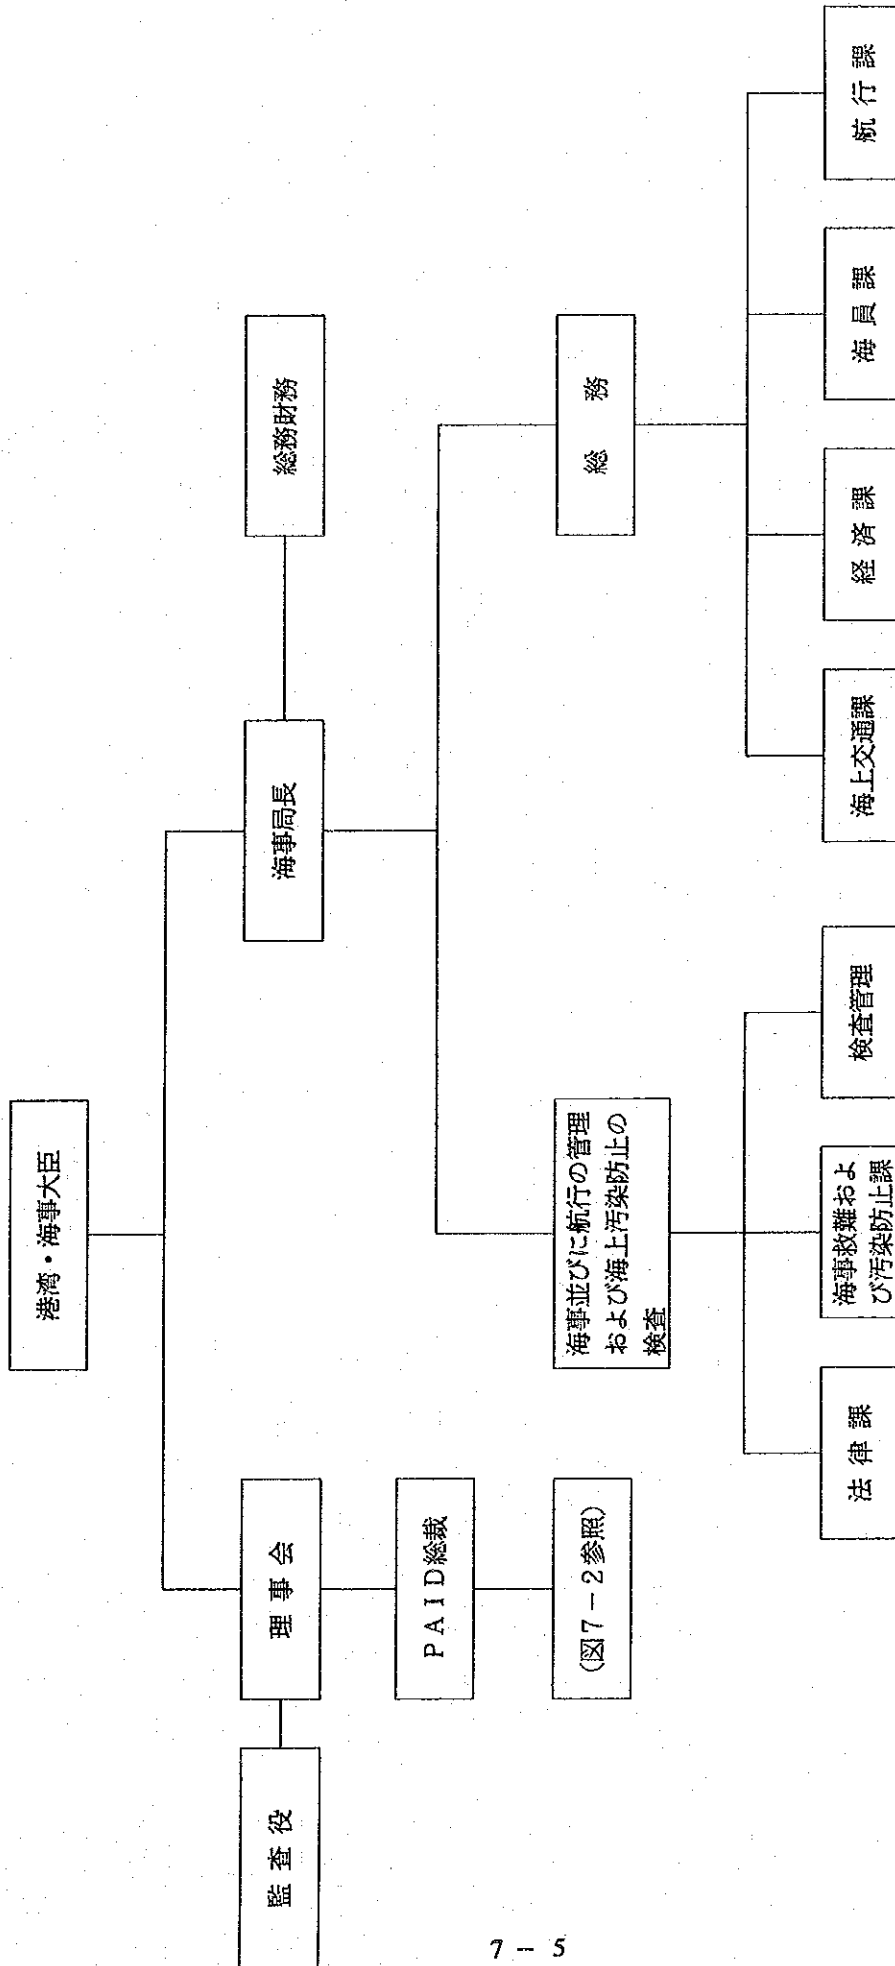 港湾・海事大臣
監査役
理事会
海事局長
総務財務
PAID総裁
(図7-2参照)
海事並びに航行の管理
および海上汚染防止の
検査
総務
法律課
海事救難およ
び汚染防止課
検査管理
海上交通課
経済課
海員課
航行課
7-5